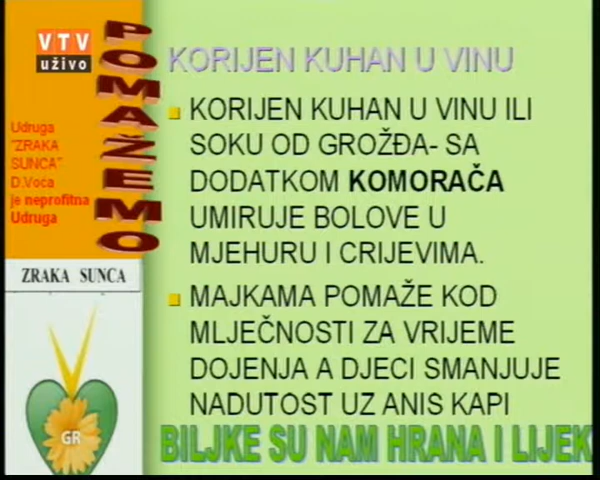 VTV
uživo
POMAŽEMO
Udruga
"ZRAKA
SUNCA"
D.Voća
je neprofitna
Udruga
ZRAKA SUNCA
GR
KORIJEN KUHAN U VINU
KORIJEN KUHAN U VINU ILI
SOKU OD GROŽĐA- SA
DODATKOM KOMORAČA
UMIRUJE BOLOVE U
MJEHURU I CRIJEVIMA.
MAJKAMA POMAŽE KOD
MLJEČNOSTI ZA VRIJEME
DOJENJA A DJECI SMANJUJE
NADUTOST UZ ANIS KAPI
BILJKE SU NAM HRANA I LIJEK